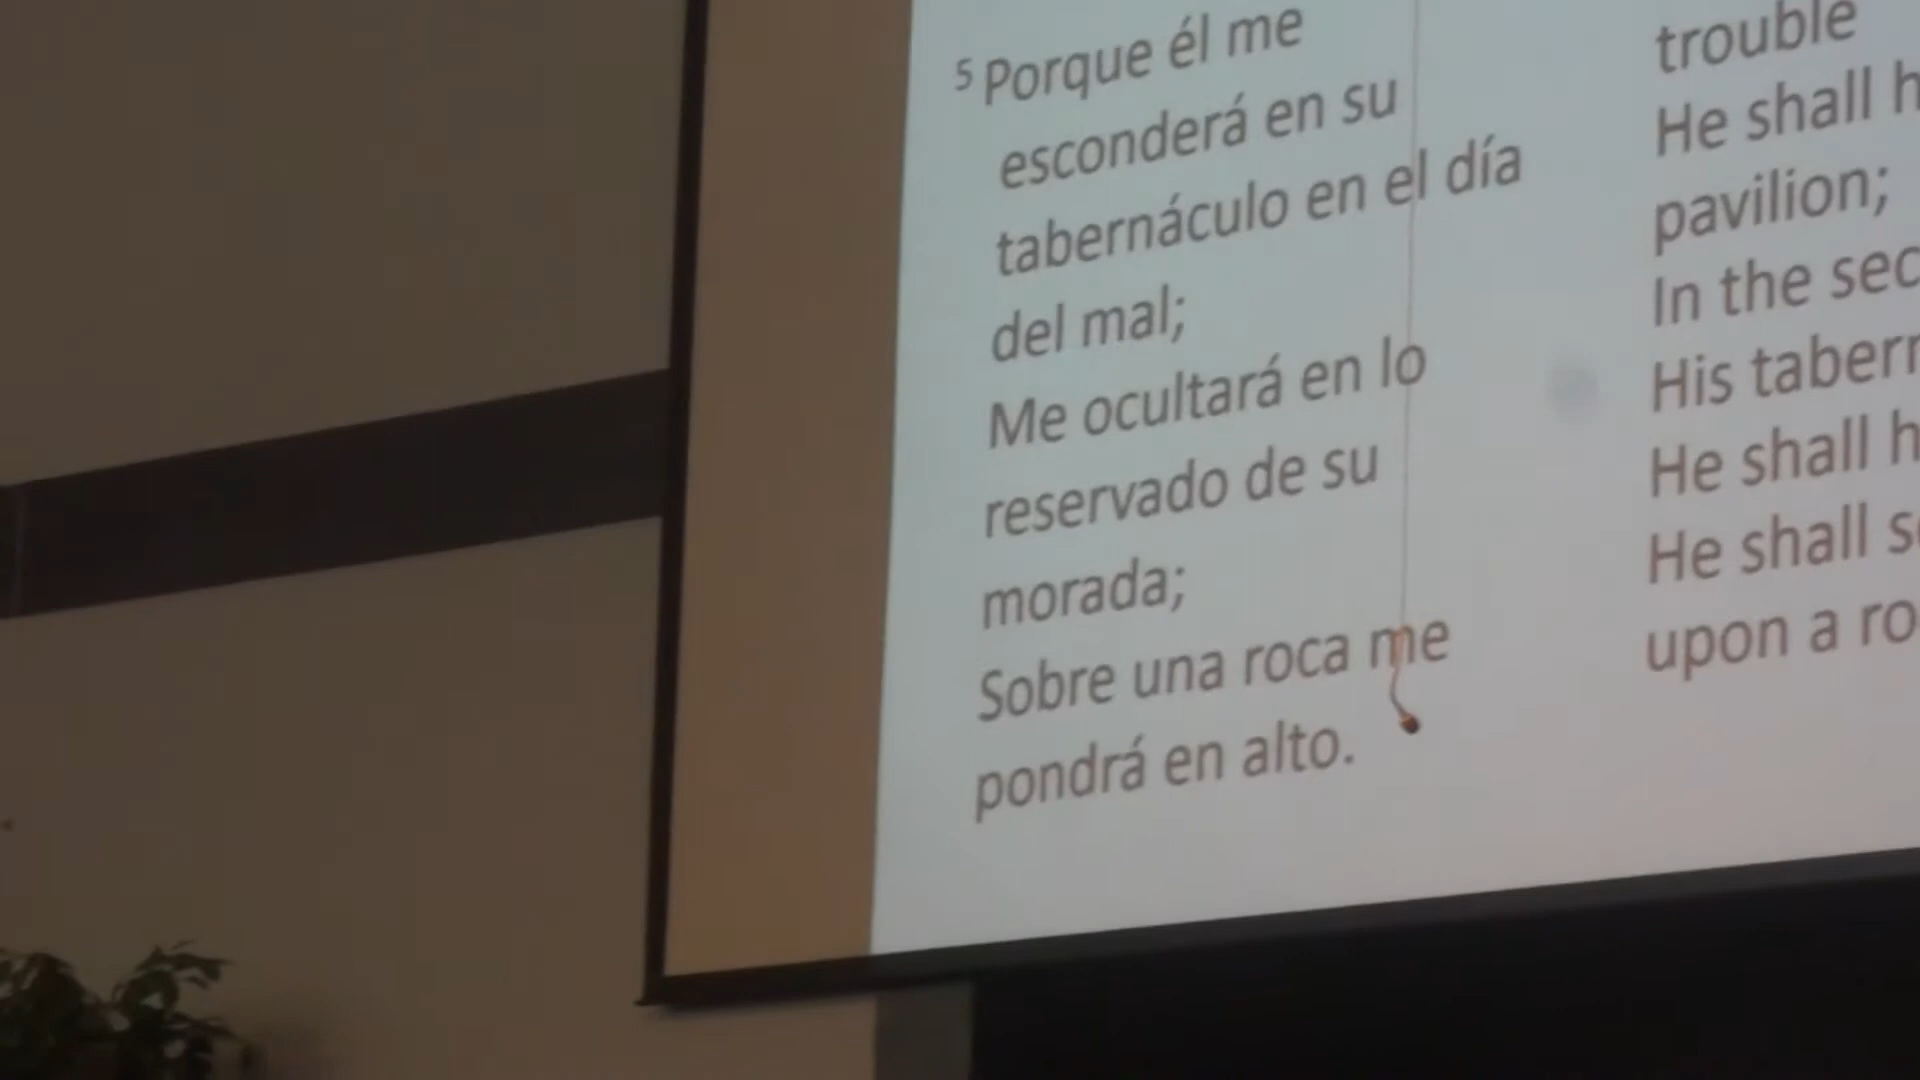 5 Porque él me
esconderá en su
tabernáculo en el día
del mal;
Me ocultará en lo
reservado de su
morada;
Sobre una roca me
pondrá en alto.
trouble
He shall
pavilion;
In the
His
He shall
He shall
upon a